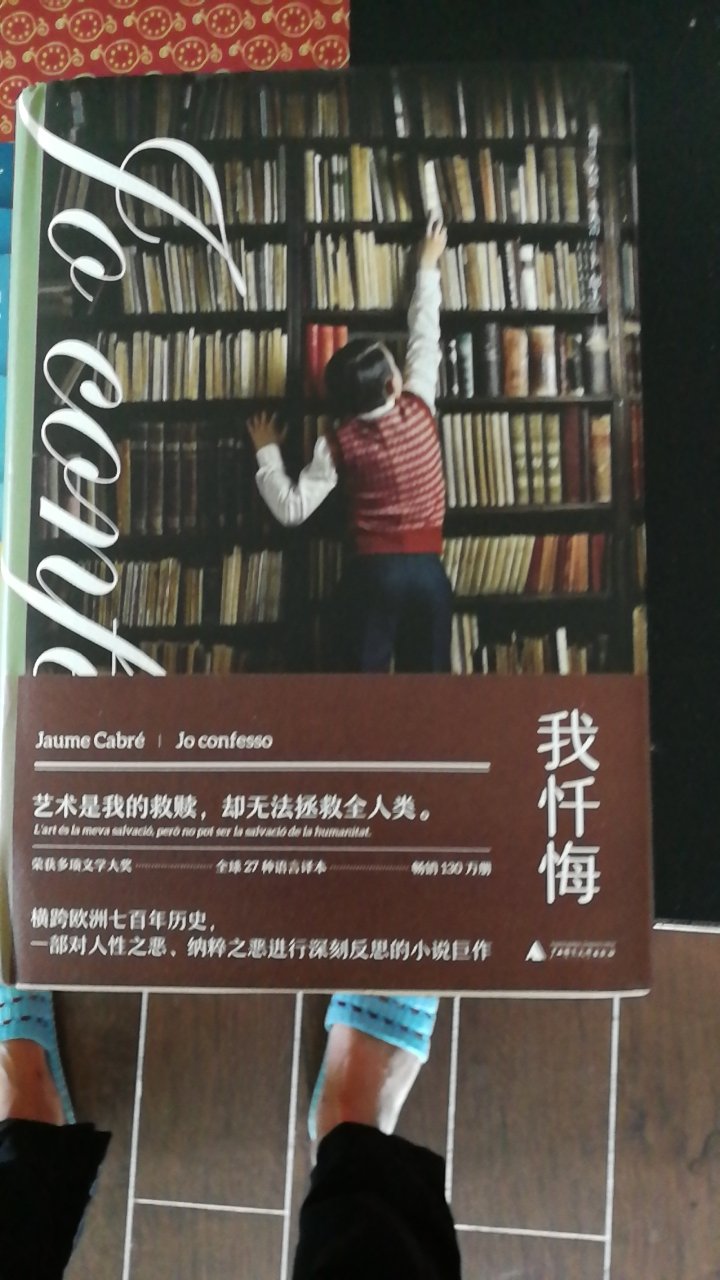 Jo confe
Jaume Cabré | Jo confesso
我忏悔
艺术是我的救赎，却无法拯救全人类。
L'art és la meva salvació, però no pot ser la salvació de la humanitat.
荣获多项文学大奖 全球 27 种语言译本 畅销 130 万册
横跨欧洲七百年历史，
一部对人性之恶、纳粹之恶进行深刻反思的小说巨作